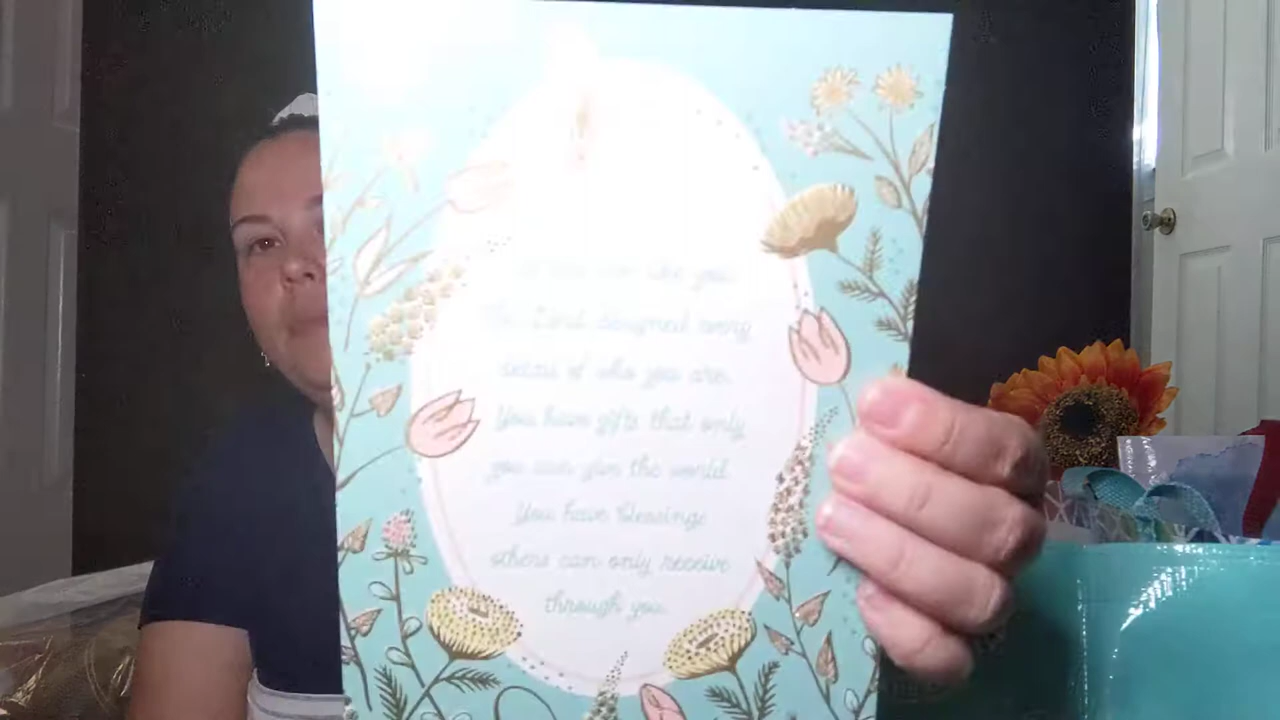 like you
The Lord designed every
detail of who you are.
You have gifts that only
you can give the world.
You have blessings
others can only receive
through you.